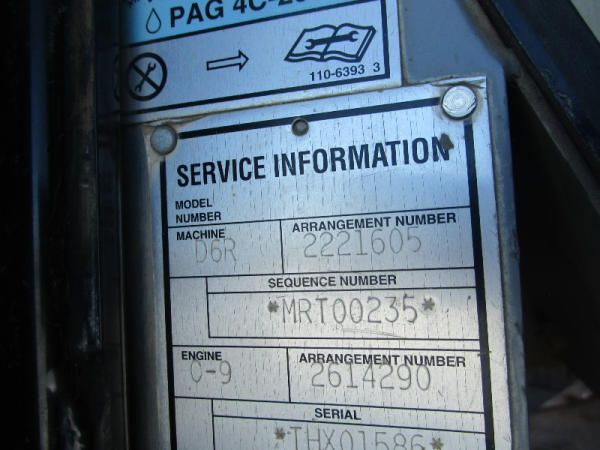 PAG 4C-2
110-6393 3
SERVICE INFORMATION
MODEL
NUMBER
MACHINE ARRANGEMENT NUMBER
D6R 2221605
SEQUENCE NUMBER
*MRT00235*
ENGINE ARRANGEMENT NUMBER
C-9 2614290
SERIAL
*THX01586*